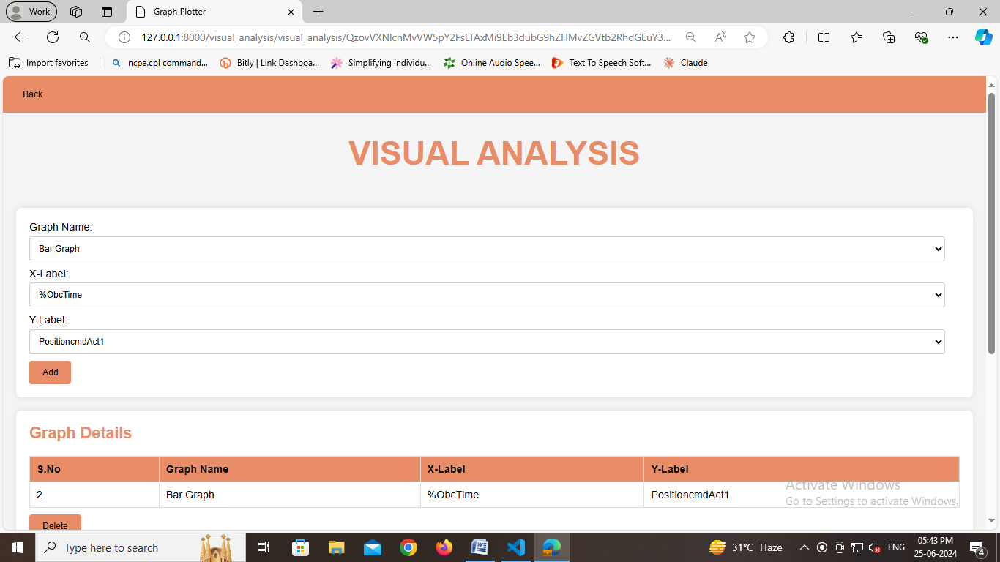 Work
Graph Plotter
127.0.0.1:8000/visual_analysis/visual_analysis/QzovVXNlcnMvVW5pY2FsLTAxMi9Eb3dubG9hZHMvZGVtb2RhdGEuY3...
Import favorites
ncpa.cpl command...
Bitly | Link Dashboa...
Simplifying individu...
Online Audio Spee...
Text To Speech Soft...
Claude
Back
VISUAL ANALYSIS
Graph Name:
Bar Graph
X-Label:
%ObcTime
Y-Label:
PositioncmdAct1
Add
Graph Details
S.No Graph Name X-Label Y-Label
2 Bar Graph %ObcTime PositioncmdAct1
Activate Windows
Go to Settings to activate Windows.
Delete
Type here to search
31°C Haze
ENG
05:43 PM
25-06-2024
4